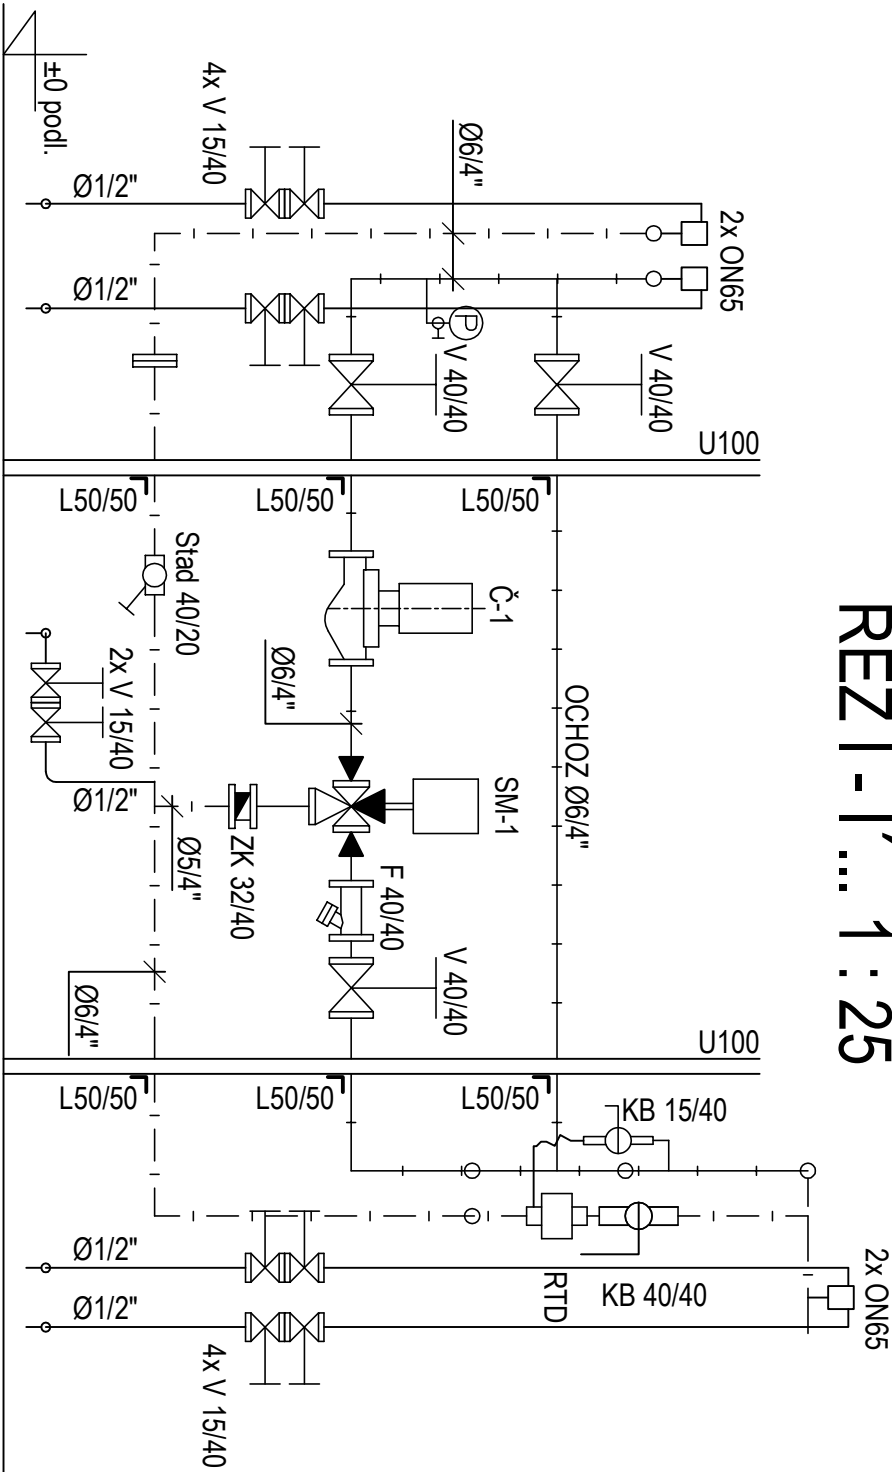 REZ I - I´... 1 : 25
2x ON65
2x ON65
Ø6/4"
4x V 15/40
±0 podl.
Ø1/2"
Ø1/2"
P
V 40/40
V 40/40
U100
U100
L50/50
L50/50
L50/50
L50/50
L50/50
L50/50
Stad 40/20
2x V 15/40
Ø1/2"
Ø5/4"
Ø6/4"
ZK 32/40
Č-1
Ø6/4"
SM-1
F 40/40
V 40/40
OCHOZ Ø6/4"
KB 15/40
KB 40/40
RTD
Ø1/2"
Ø1/2"
4x V 15/40